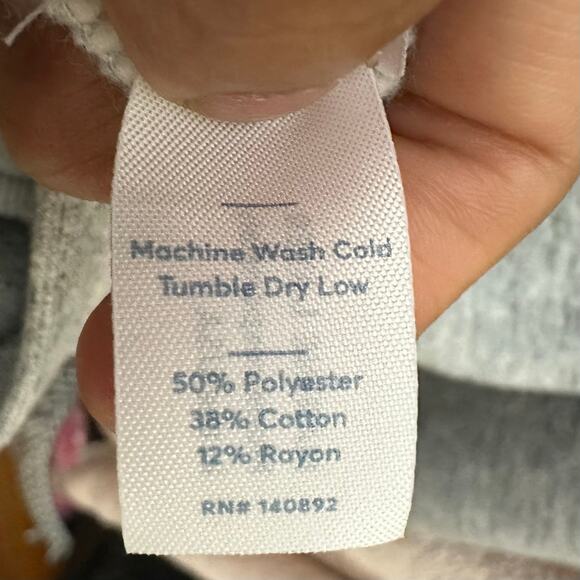 Machine Wash Cold
Tumble Dry Low
50% Polyester
38% Cotton
12% Rayon
RN# 140892